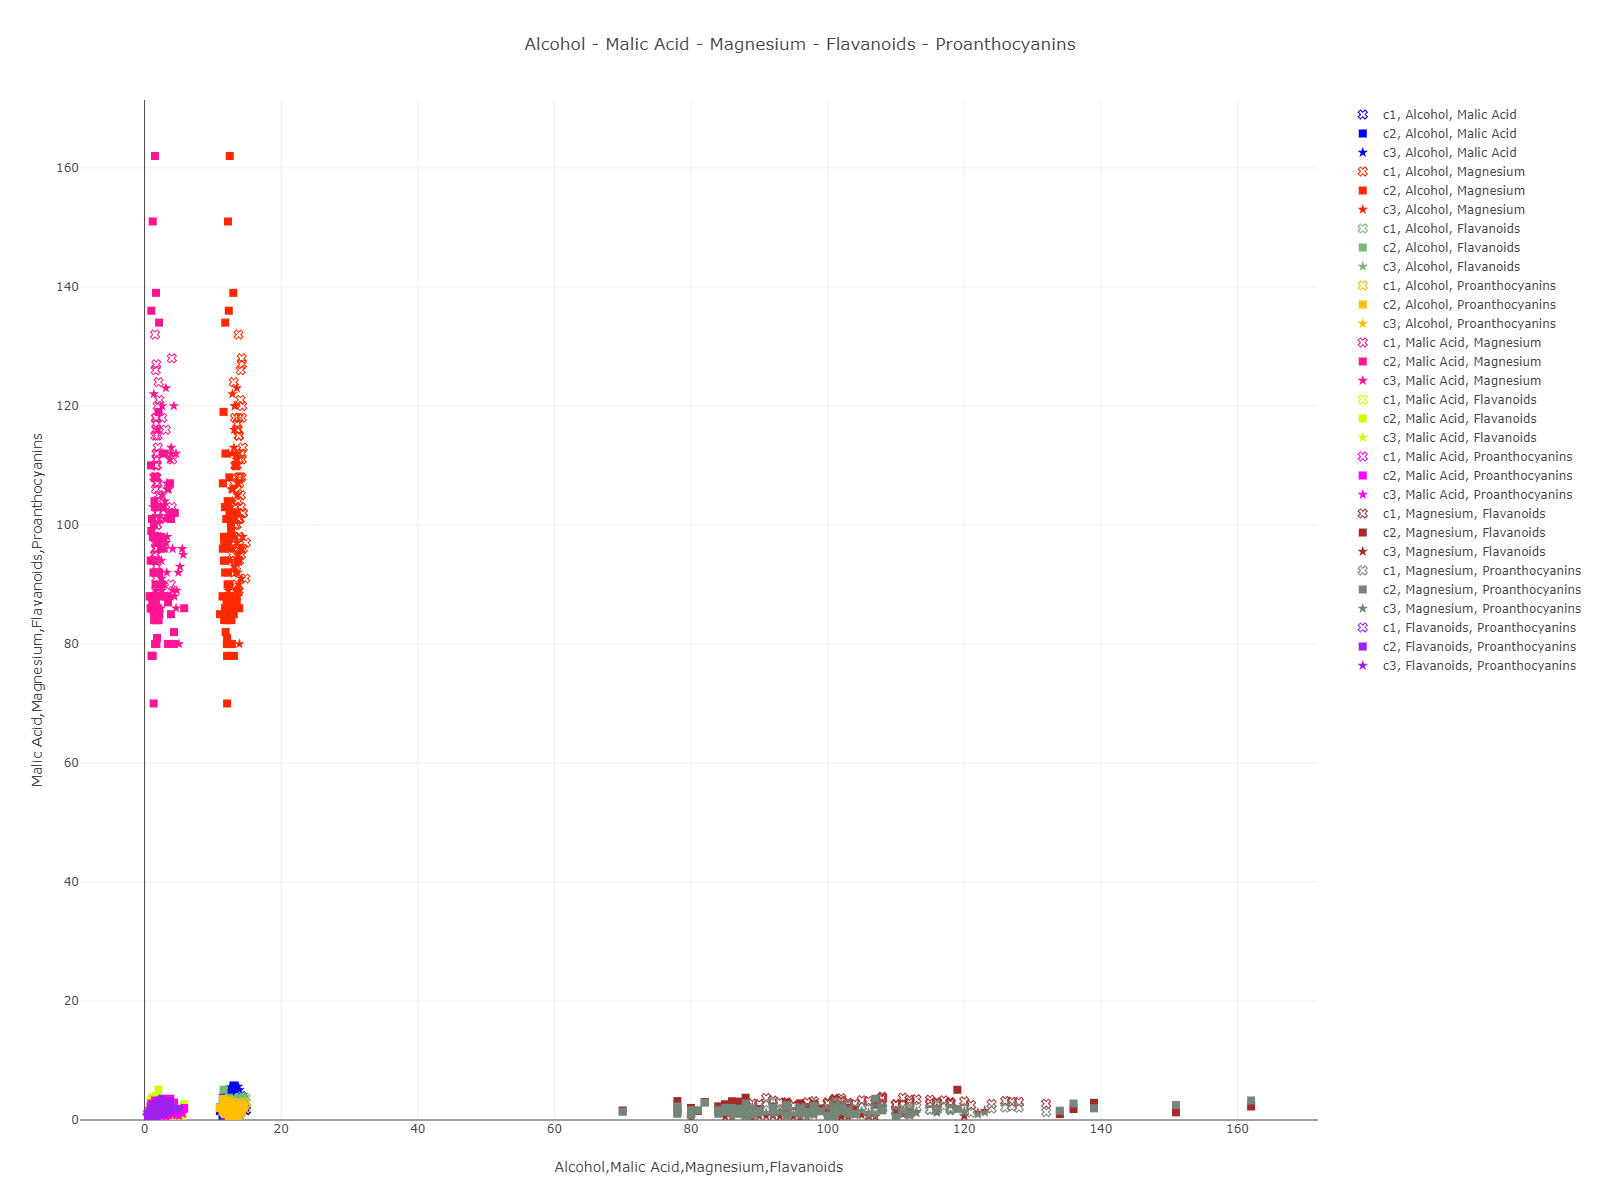 Alcohol - Malic Acid - Magnesium - Flavanoids - Proanthocyanins
Malic Acid,Magnesium,Flavanoids,Proanthocyanins
160
140
120
100
80
60
40
20
0
0 20 40 60 80 100 120 140 160
Alcohol,Malic Acid,Magnesium,Flavanoids
c1, Alcohol, Malic Acid
c2, Alcohol, Malic Acid
c3, Alcohol, Malic Acid
c1, Alcohol, Magnesium
c2, Alcohol, Magnesium
c3, Alcohol, Magnesium
c1, Alcohol, Flavanoids
c2, Alcohol, Flavanoids
c3, Alcohol, Flavanoids
c1, Alcohol, Proanthocyanins
c2, Alcohol, Proanthocyanins
c3, Alcohol, Proanthocyanins
c1, Malic Acid, Magnesium
c2, Malic Acid, Magnesium
c3, Malic Acid, Magnesium
c1, Malic Acid, Flavanoids
c2, Malic Acid, Flavanoids
c3, Malic Acid, Flavanoids
c1, Malic Acid, Proanthocyanins
c2, Malic Acid, Proanthocyanins
c3, Malic Acid, Proanthocyanins
c1, Magnesium, Flavanoids
c2, Magnesium, Flavanoids
c3, Magnesium, Flavanoids
c1, Magnesium, Proanthocyanins
c2, Magnesium, Proanthocyanins
c3, Magnesium, Proanthocyanins
c1, Flavanoids, Proanthocyanins
c2, Flavanoids, Proanthocyanins
c3, Flavanoids, Proanthocyanins